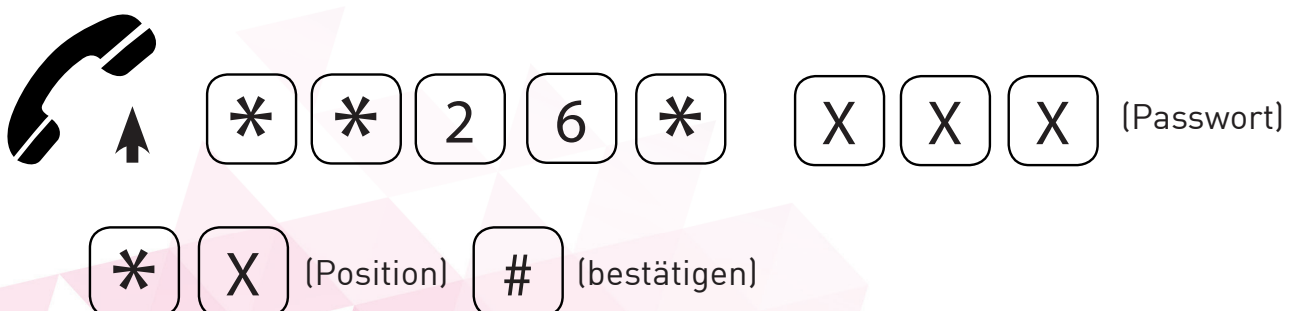 * * 2 6 * X X X (Passwort)
* X (Position) # (bestätigen)